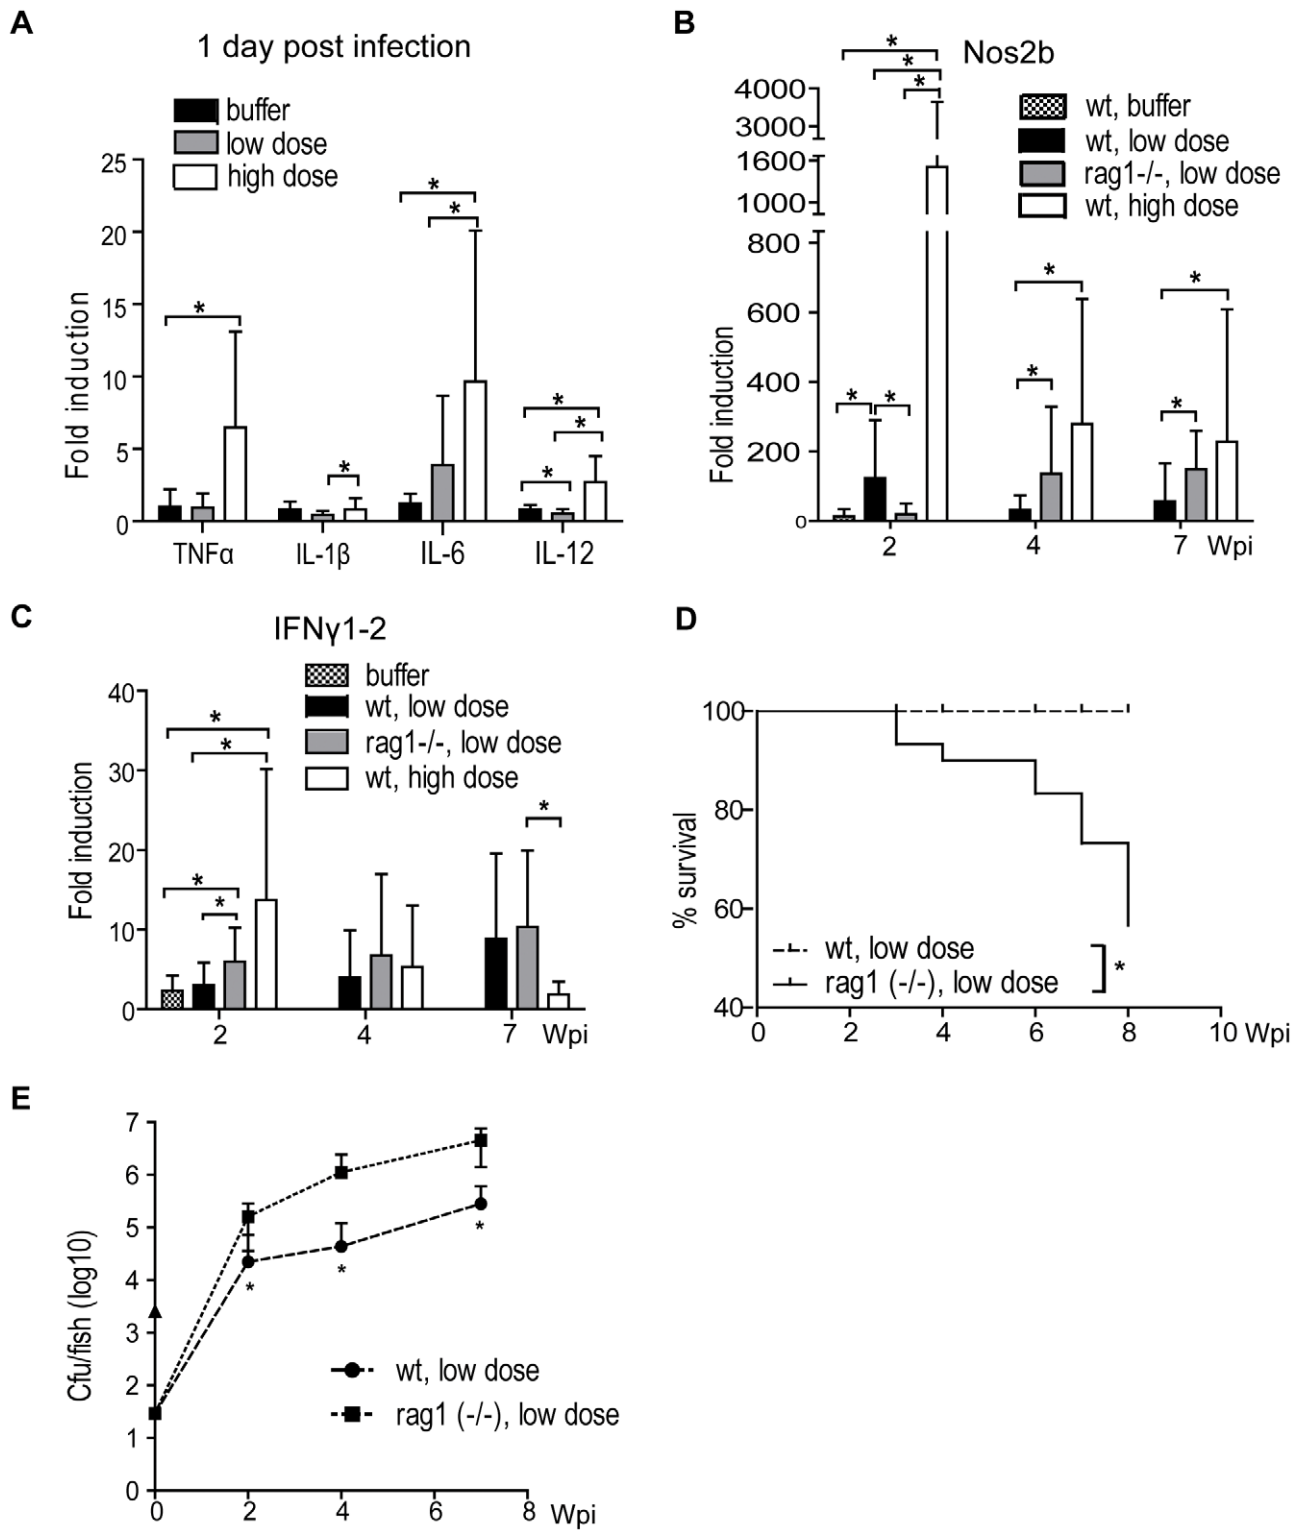 A
1 day post infection
buffer
low dose
high dose
25
20
15
10
5
0
Fold induction
*
*
*
*
*
*
*
TNFα IL-1β IL-6 IL-12
B
Nos2b
wt, buffer
wt, low dose
rag1-/-, low dose
wt, high dose
4000
3000
1600
1000
800
600
400
200
0
Fold induction
*
*
*
*
*
*
*
*
*
2 4 7 Wpi
C
IFNγ1-2
buffer
wt, low dose
rag1-/-, low dose
wt, high dose
40
30
20
10
0
Fold induction
*
*
*
*
*
2 4 7 Wpi
D
100
80
60
40
% survival
wt, low dose
rag1 (-/-), low dose
*
0 2 4 6 8 10 Wpi
E
7
6
5
4
3
2
1
0
Cfu/fish (log10)
*
*
*
wt, low dose
rag1 (-/-), low dose
0 2 4 6 8 Wpi